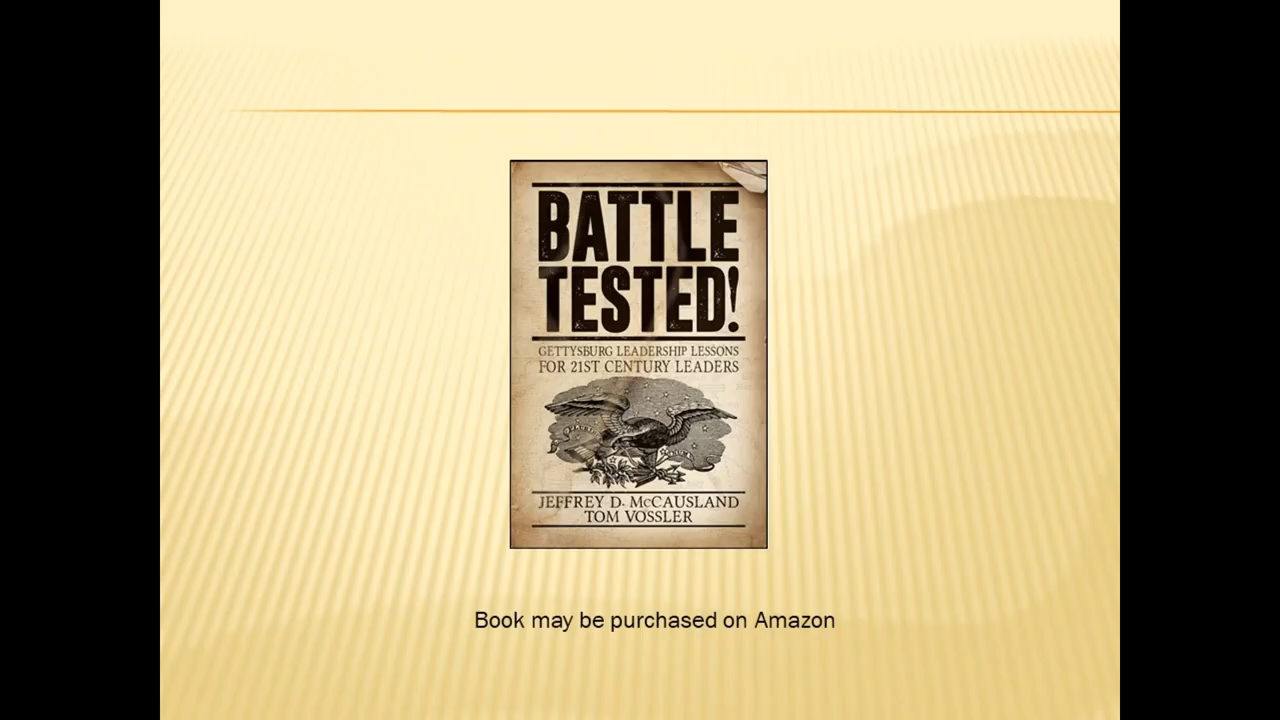 BATTLE
TESTED!
GETTYSBURG LEADERSHIP LESSONS
FOR 21ST CENTURY LEADERS
JEFFREY D. McCAUSLAND
TOM VOSSLER
Book may be purchased on Amazon